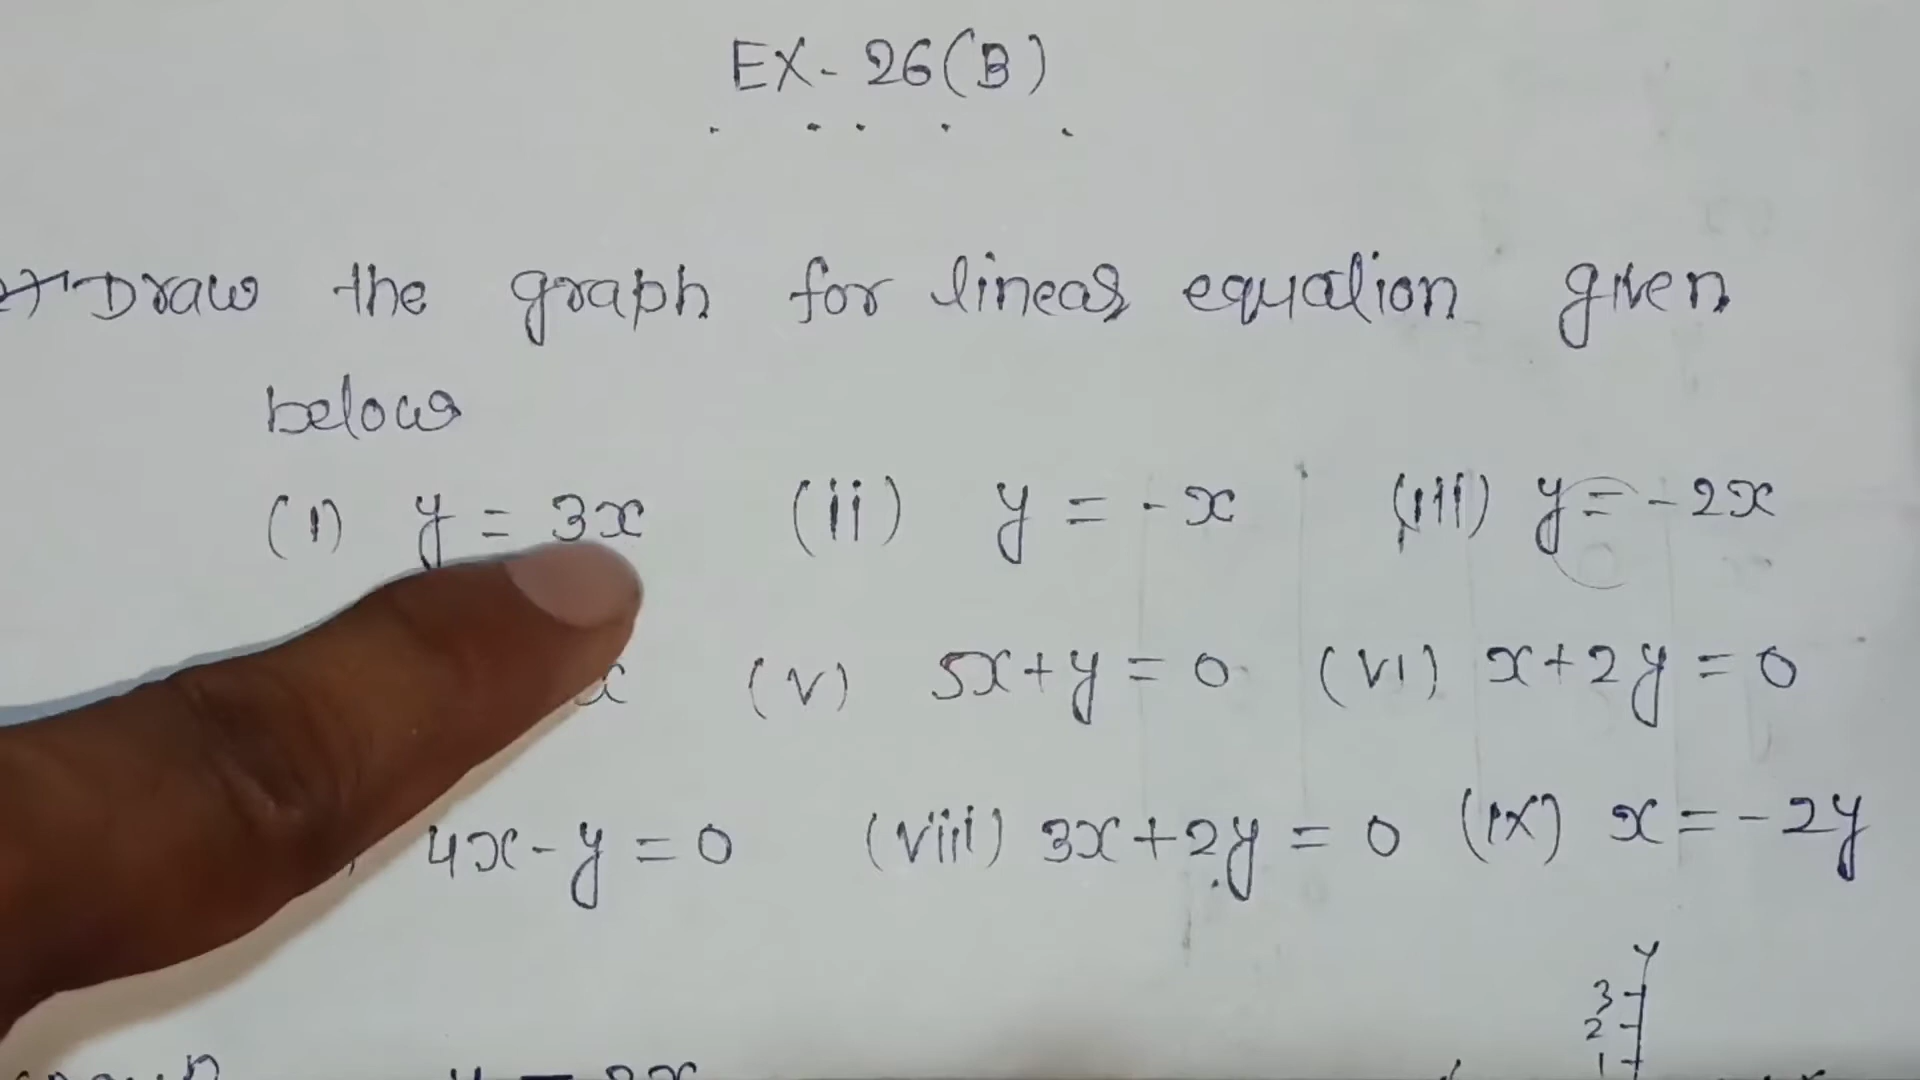 EX- 26(B)
Draw the graph for linear equation given
below
(i) y = 3x (ii) y = -x (iii) y = -2x
x (v) 5x+y = 0 (vi) x+2y = 0
4x-y = 0 (viii) 3x+2y = 0 (ix) x = -2y
y
3
2
1